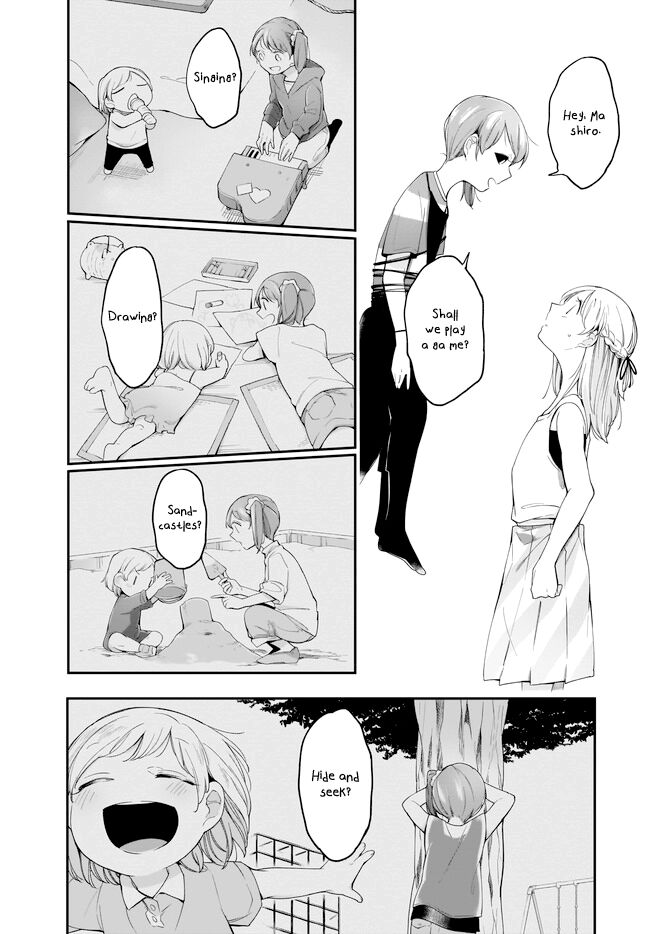 Hey, Ma
shiro.
Shall
we play
a ga me?
Singing?
Drawing?
Sand-
castles?
Hide and
seek?